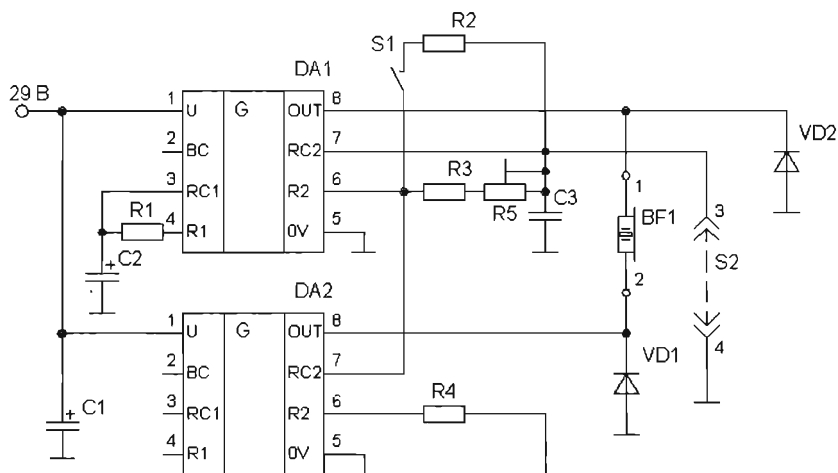 S1
R2
DA1
29 В
1 U G OUT 8
2 BC RC2 7
3 RC1 R2 6
R1 4 R1 0V 5
R3
R5
C3
C2
1
BF1
2
VD2
3
S2
4
DA2
1 U G OUT 8
2 BC RC2 7
3 RC1 R2 6
4 R1 0V 5
R4
VD1
C1
+
+